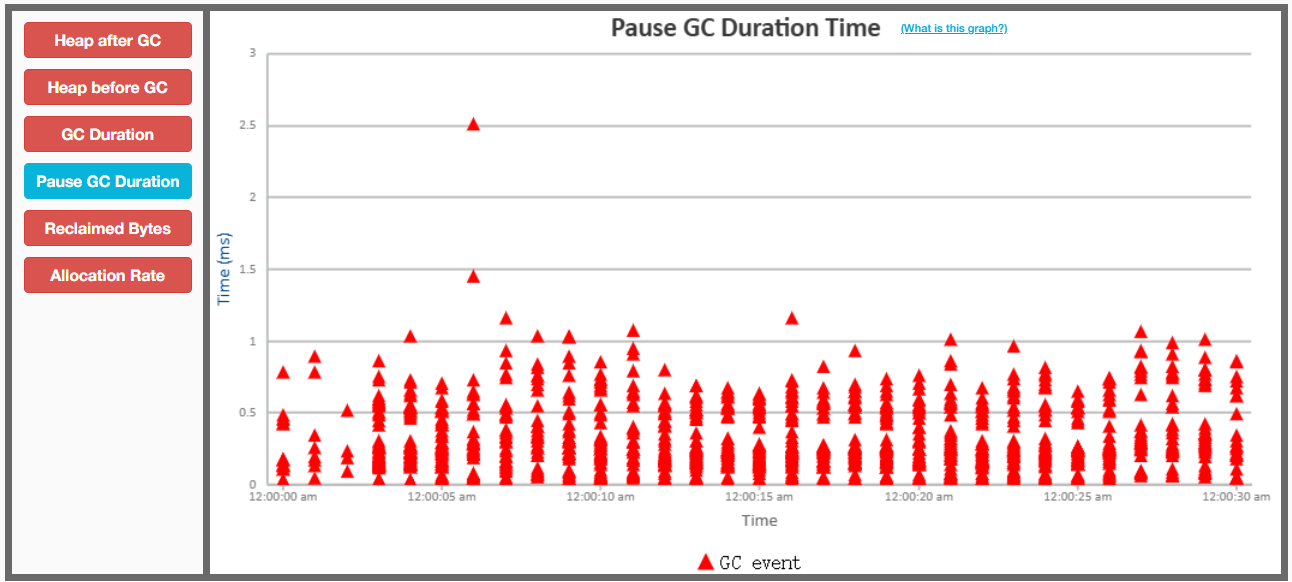 Heap after GC
Heap before GC
GC Duration
Pause GC Duration
Reclaimed Bytes
Allocation Rate
Pause GC Duration Time (What is this graph?)
Time (ms)
3
2.5
2
1.5
1
0.5
0
12:00:00 am 12:00:05 am 12:00:10 am 12:00:15 am 12:00:20 am 12:00:25 am 12:00:30 am
Time
GC event